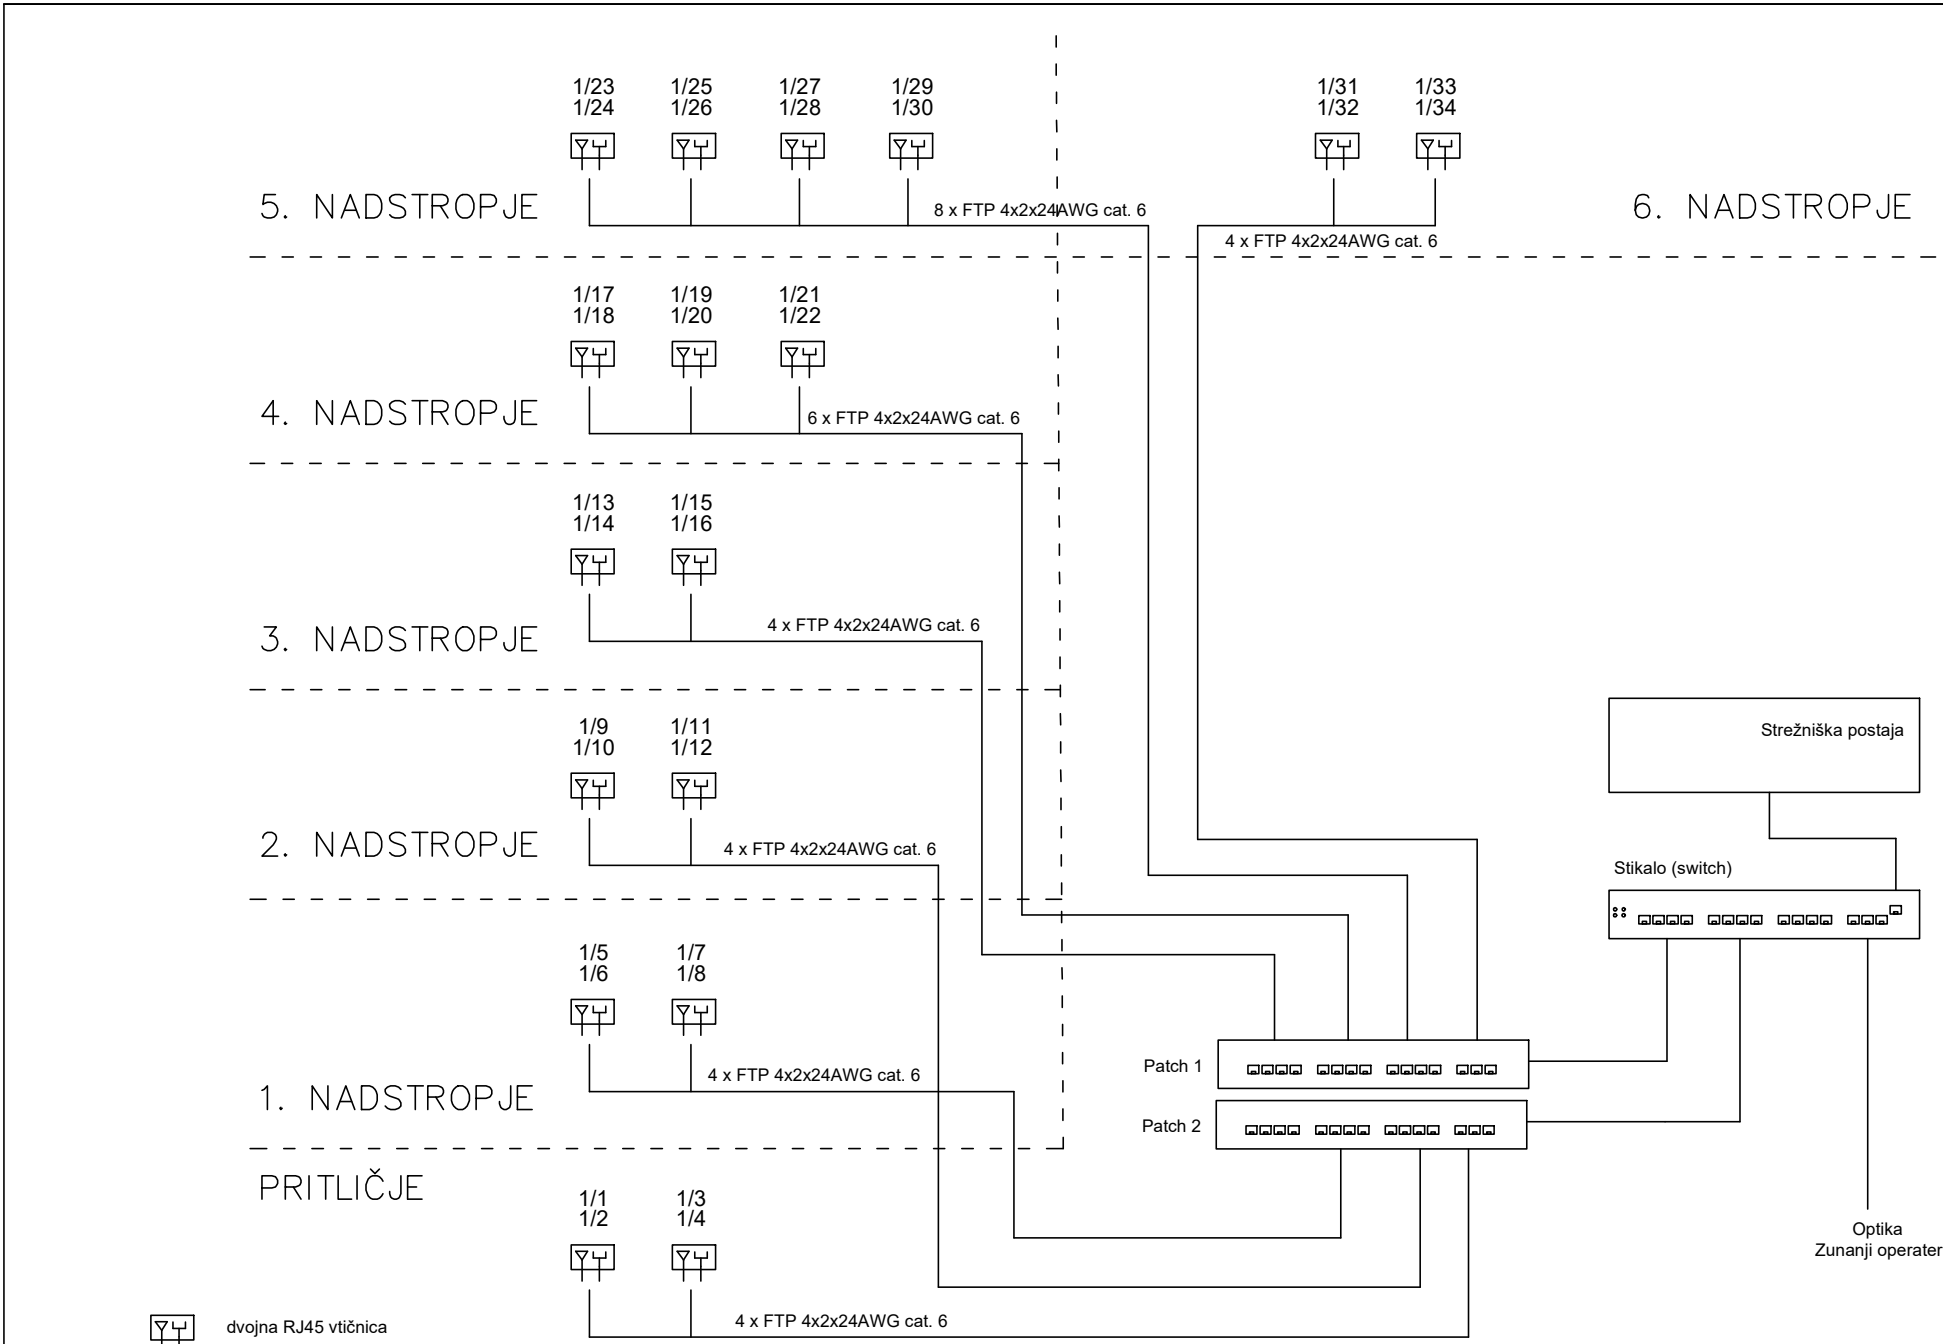 1/23 1/25 1/27 1/29 1/31 1/33
1/24 1/26 1/28 1/30 1/32 1/34
5. NADSTROPJE
8 x FTP 4x2x24AWG cat. 6
6. NADSTROPJE
4 x FTP 4x2x24AWG cat. 6
1/17 1/19 1/21
1/18 1/20 1/22
4. NADSTROPJE
6 x FTP 4x2x24AWG cat. 6
1/13 1/15
1/14 1/16
3. NADSTROPJE
4 x FTP 4x2x24AWG cat. 6
1/9 1/11
1/10 1/12
Strežniška postaja
2. NADSTROPJE
4 x FTP 4x2x24AWG cat. 6
Stikalo (switch)
1/5 1/7
1/6 1/8
1. NADSTROPJE
4 x FTP 4x2x24AWG cat. 6
Patch 1
Patch 2
PRITLIČJE
1/1 1/3
1/2 1/4
Optika
Zunanji operater
4 x FTP 4x2x24AWG cat. 6
dvojna RJ45 vtičnica